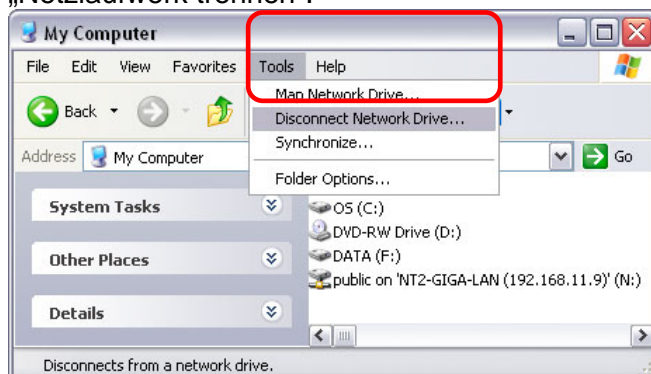 „Netzlaufwerk trennen“.
My Computer
File Edit View Favorites Tools Help
Back
Map Network Drive...
Disconnect Network Drive...
Synchronize...
Folder Options...
Address My Computer
Go
System Tasks
Other Places
Details
OS (C:)
DVD-RW Drive (D:)
DATA (F:)
public on 'NT2-GIGA-LAN (192.168.11.9)' (N:)
Disconnects from a network drive.